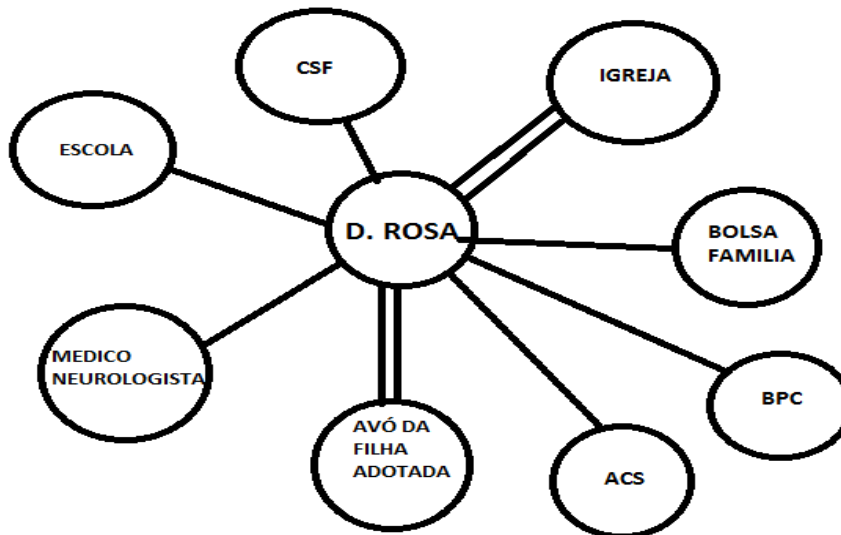 CSF
IGREJA
ESCOLA
D. ROSA
BOLSA
FAMILIA
MEDICO
NEUROLOGISTA
BPC
AVÓ DA
FILHA
ADOTADA
ACS